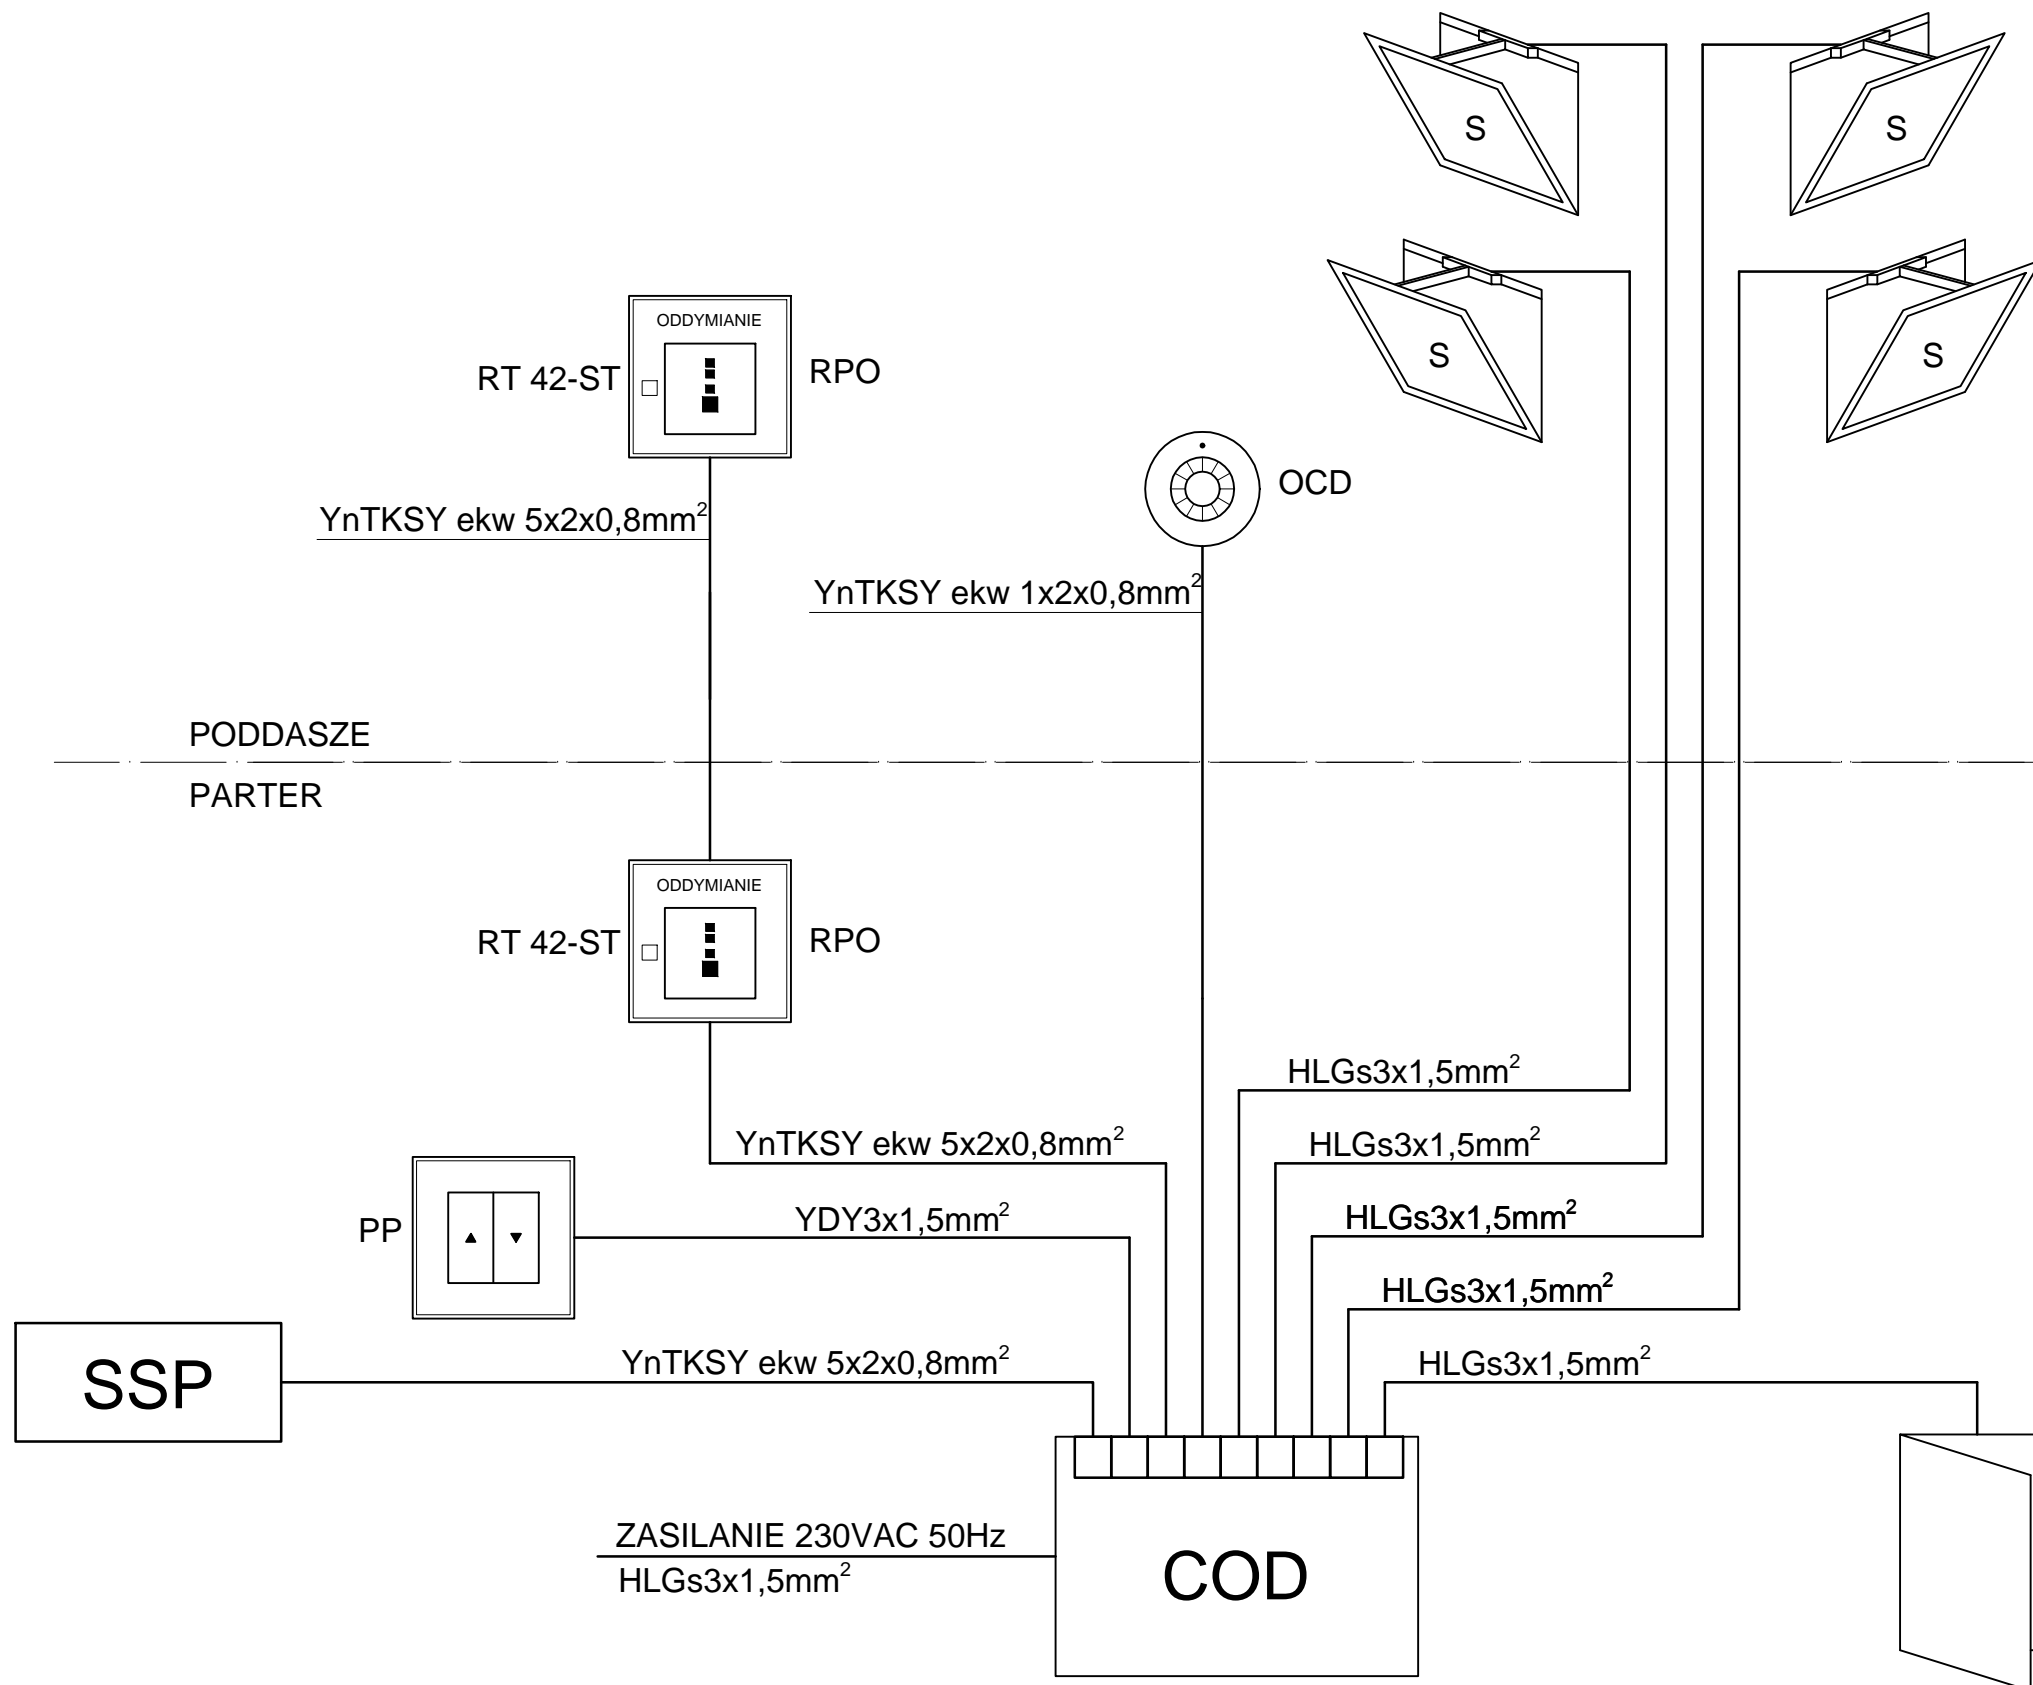 S
S
S
S
ODDYMIANIE
RT 42-ST
RPO
OCD
YnTKSY ekw 5x2x0,8mm²
YnTKSY ekw 1x2x0,8mm²
PODDASZE
PARTER
ODDYMIANIE
RT 42-ST
RPO
HLGs3x1,5mm²
YnTKSY ekw 5x2x0,8mm²
HLGs3x1,5mm²
PP
YDY3x1,5mm²
HLGs3x1,5mm²
HLGs3x1,5mm²
SSP
YnTKSY ekw 5x2x0,8mm²
HLGs3x1,5mm²
ZASILANIE 230VAC 50Hz
HLGs3x1,5mm²
COD